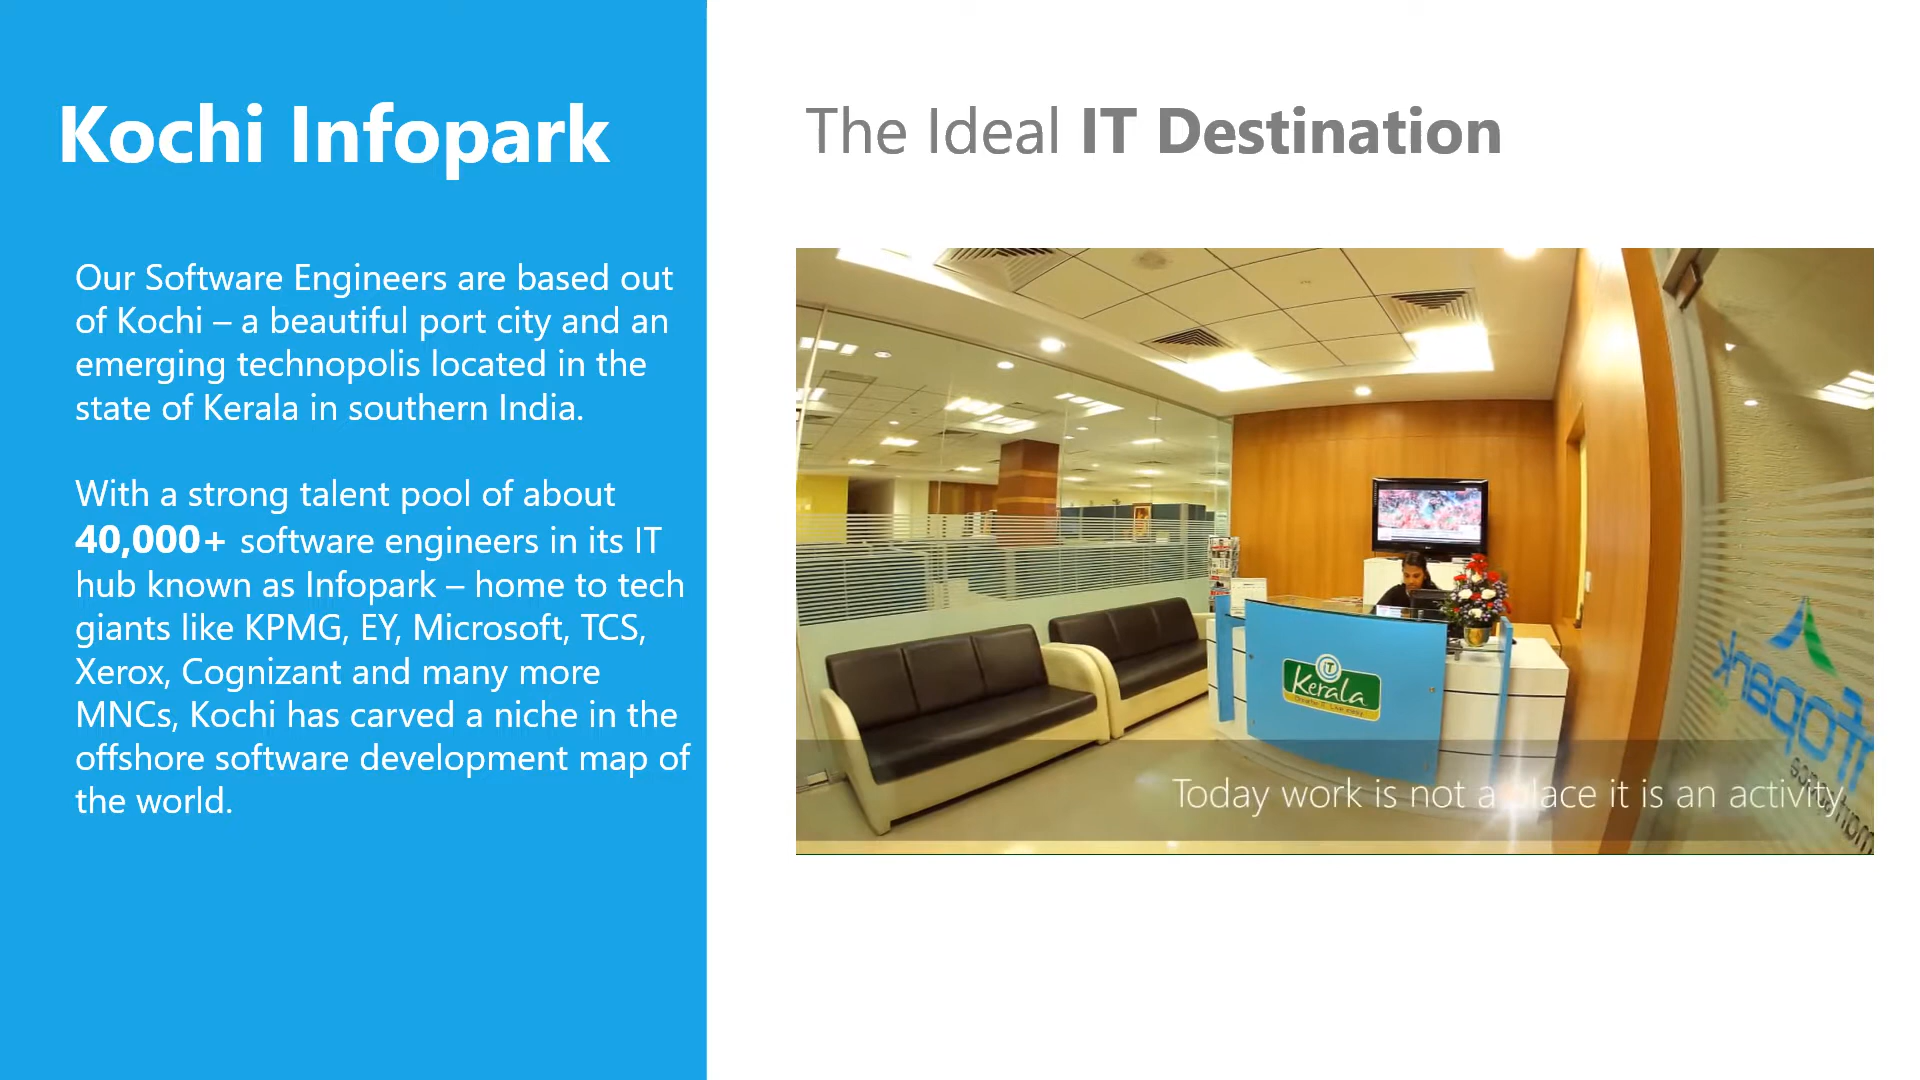 Kochi Infopark
Our Software Engineers are based out
of Kochi – a beautiful port city and an
emerging technopolis located in the
state of Kerala in southern India.
With a strong talent pool of about
40,000+ software engineers in its IT
hub known as Infopark – home to tech
giants like KPMG, EY, Microsoft, TCS,
Xerox, Cognizant and many more
MNCs, Kochi has carved a niche in the
offshore software development map of
the world.
The Ideal IT Destination
IT
Kerala
fopark
Today work is not a place it is an activity